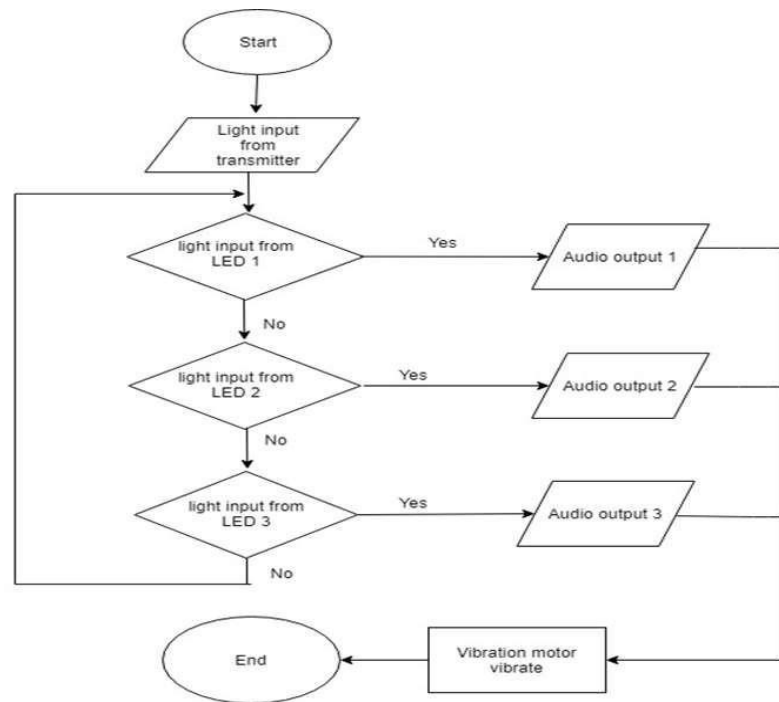 Start
Light input
from
transmitter
light input from
LED 1
Yes
Audio output 1
No
light input from
LED 2
Yes
Audio output 2
No
light input from
LED 3
Yes
Audio output 3
No
End
Vibration motor
vibrate